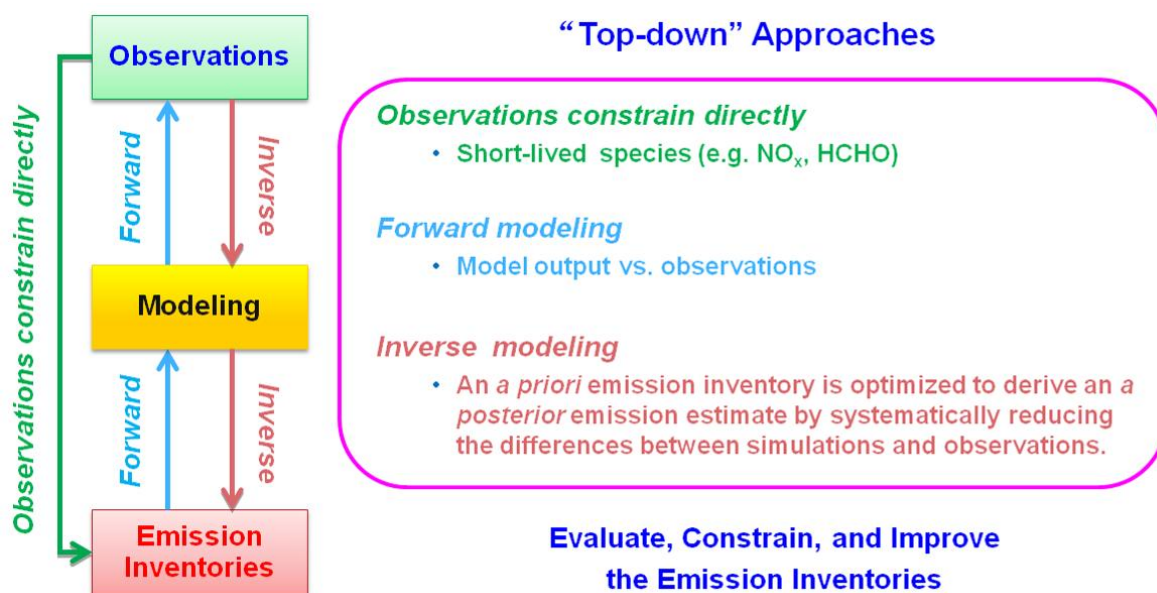 Observations constrain directly
Observations
Forward
Inverse
Modeling
Forward
Inverse
Emission
Inventories
“Top-down” Approaches
Observations constrain directly
• Short-lived species (e.g. NOₓ, HCHO)
Forward modeling
• Model output vs. observations
Inverse modeling
• An a priori emission inventory is optimized to derive an a
posterior emission estimate by systematically reducing
the differences between simulations and observations.
Evaluate, Constrain, and Improve
the Emission Inventories